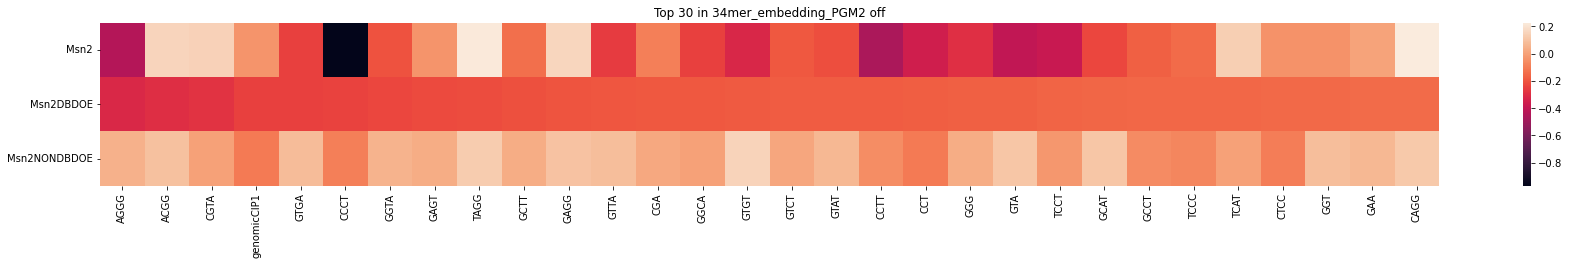 Top 30 in 34mer_embedding_PGM2 off
Msn2
Msn2DBDOE
Msn2NONDBDOE
AGGG ACGG CGTA genomicCIP1 GTGA CCCT GGTA GAGT TAGG GCTT GAGG GTTA CGA GGCA GTGT GTCT GTAT CCTT CCT GGG GTA TCCT GCAT GCCT TCCC TCAT CTCC GGT GAA CAGG
0.2
0.0
−0.2
−0.4
−0.6
−0.8